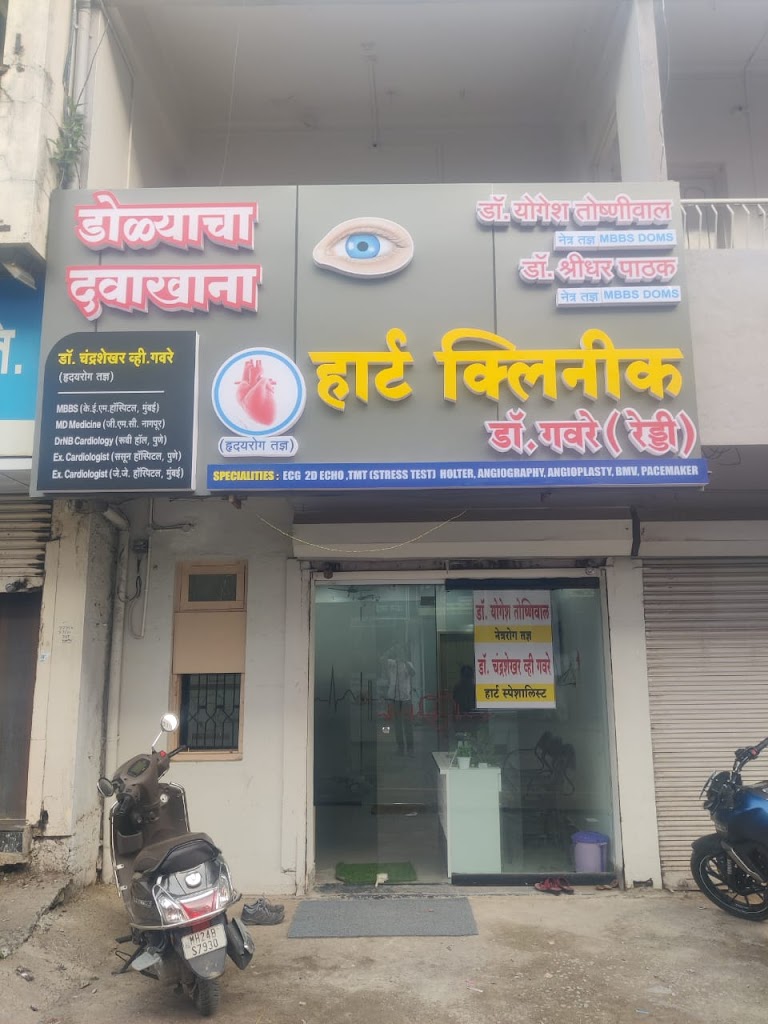 डोळ्याचा
दवाखाना
डॉ. योगेश तोष्णीवाल
नेत्र तज्ञ MBBS DOMS
डॉ. श्रीधर पाठक
नेत्र तज्ञ MBBS DOMS
डॉ. चंद्रशेखर व्ही.गवरे
(हृदयरोग तज्ञ)
MBBS (के.ई.एम.हॉस्पिटल, मुंबई)
MD Medicine (जी.एम.सी. नागपूर)
DrNB Cardiology (रूबी हॉल, पुणे)
Ex. Cardiologist (ससून हॉस्पिटल, पुणे)
Ex. Cardiologist (जे.जे. हॉस्पिटल, मुंबई)
(हृदयरोग तज्ञ)
हार्ट क्लिनीक
डॉ.गवरे(रेड्डी)
SPECIALITIES : ECG 2D ECHO ,TMT (STRESS TEST) HOLTER, ANGIOGRAPHY, ANGIOPLASTY, BMV, PACEMAKER
डॉ. योगेश तोष्णिवाल
नेत्ररोग तज्ञ
डॉ. चंद्रशेखर व्ही गवरे
हार्ट स्पेशालिस्ट
MH24B
S7930